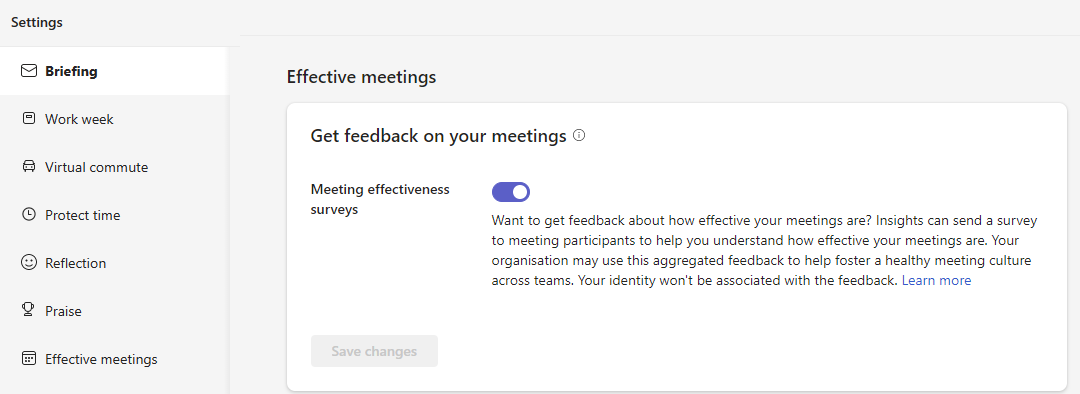 Settings
Briefing
Work week
Virtual commute
Protect time
Reflection
Praise
Effective meetings
Effective meetings
Get feedback on your meetings
Meeting effectiveness
surveys
Want to get feedback about how effective your meetings are? Insights can send a survey
to meeting participants to help you understand how effective your meetings are. Your
organisation may use this aggregated feedback to help foster a healthy meeting culture
across teams. Your identity won't be associated with the feedback. Learn more
Save changes